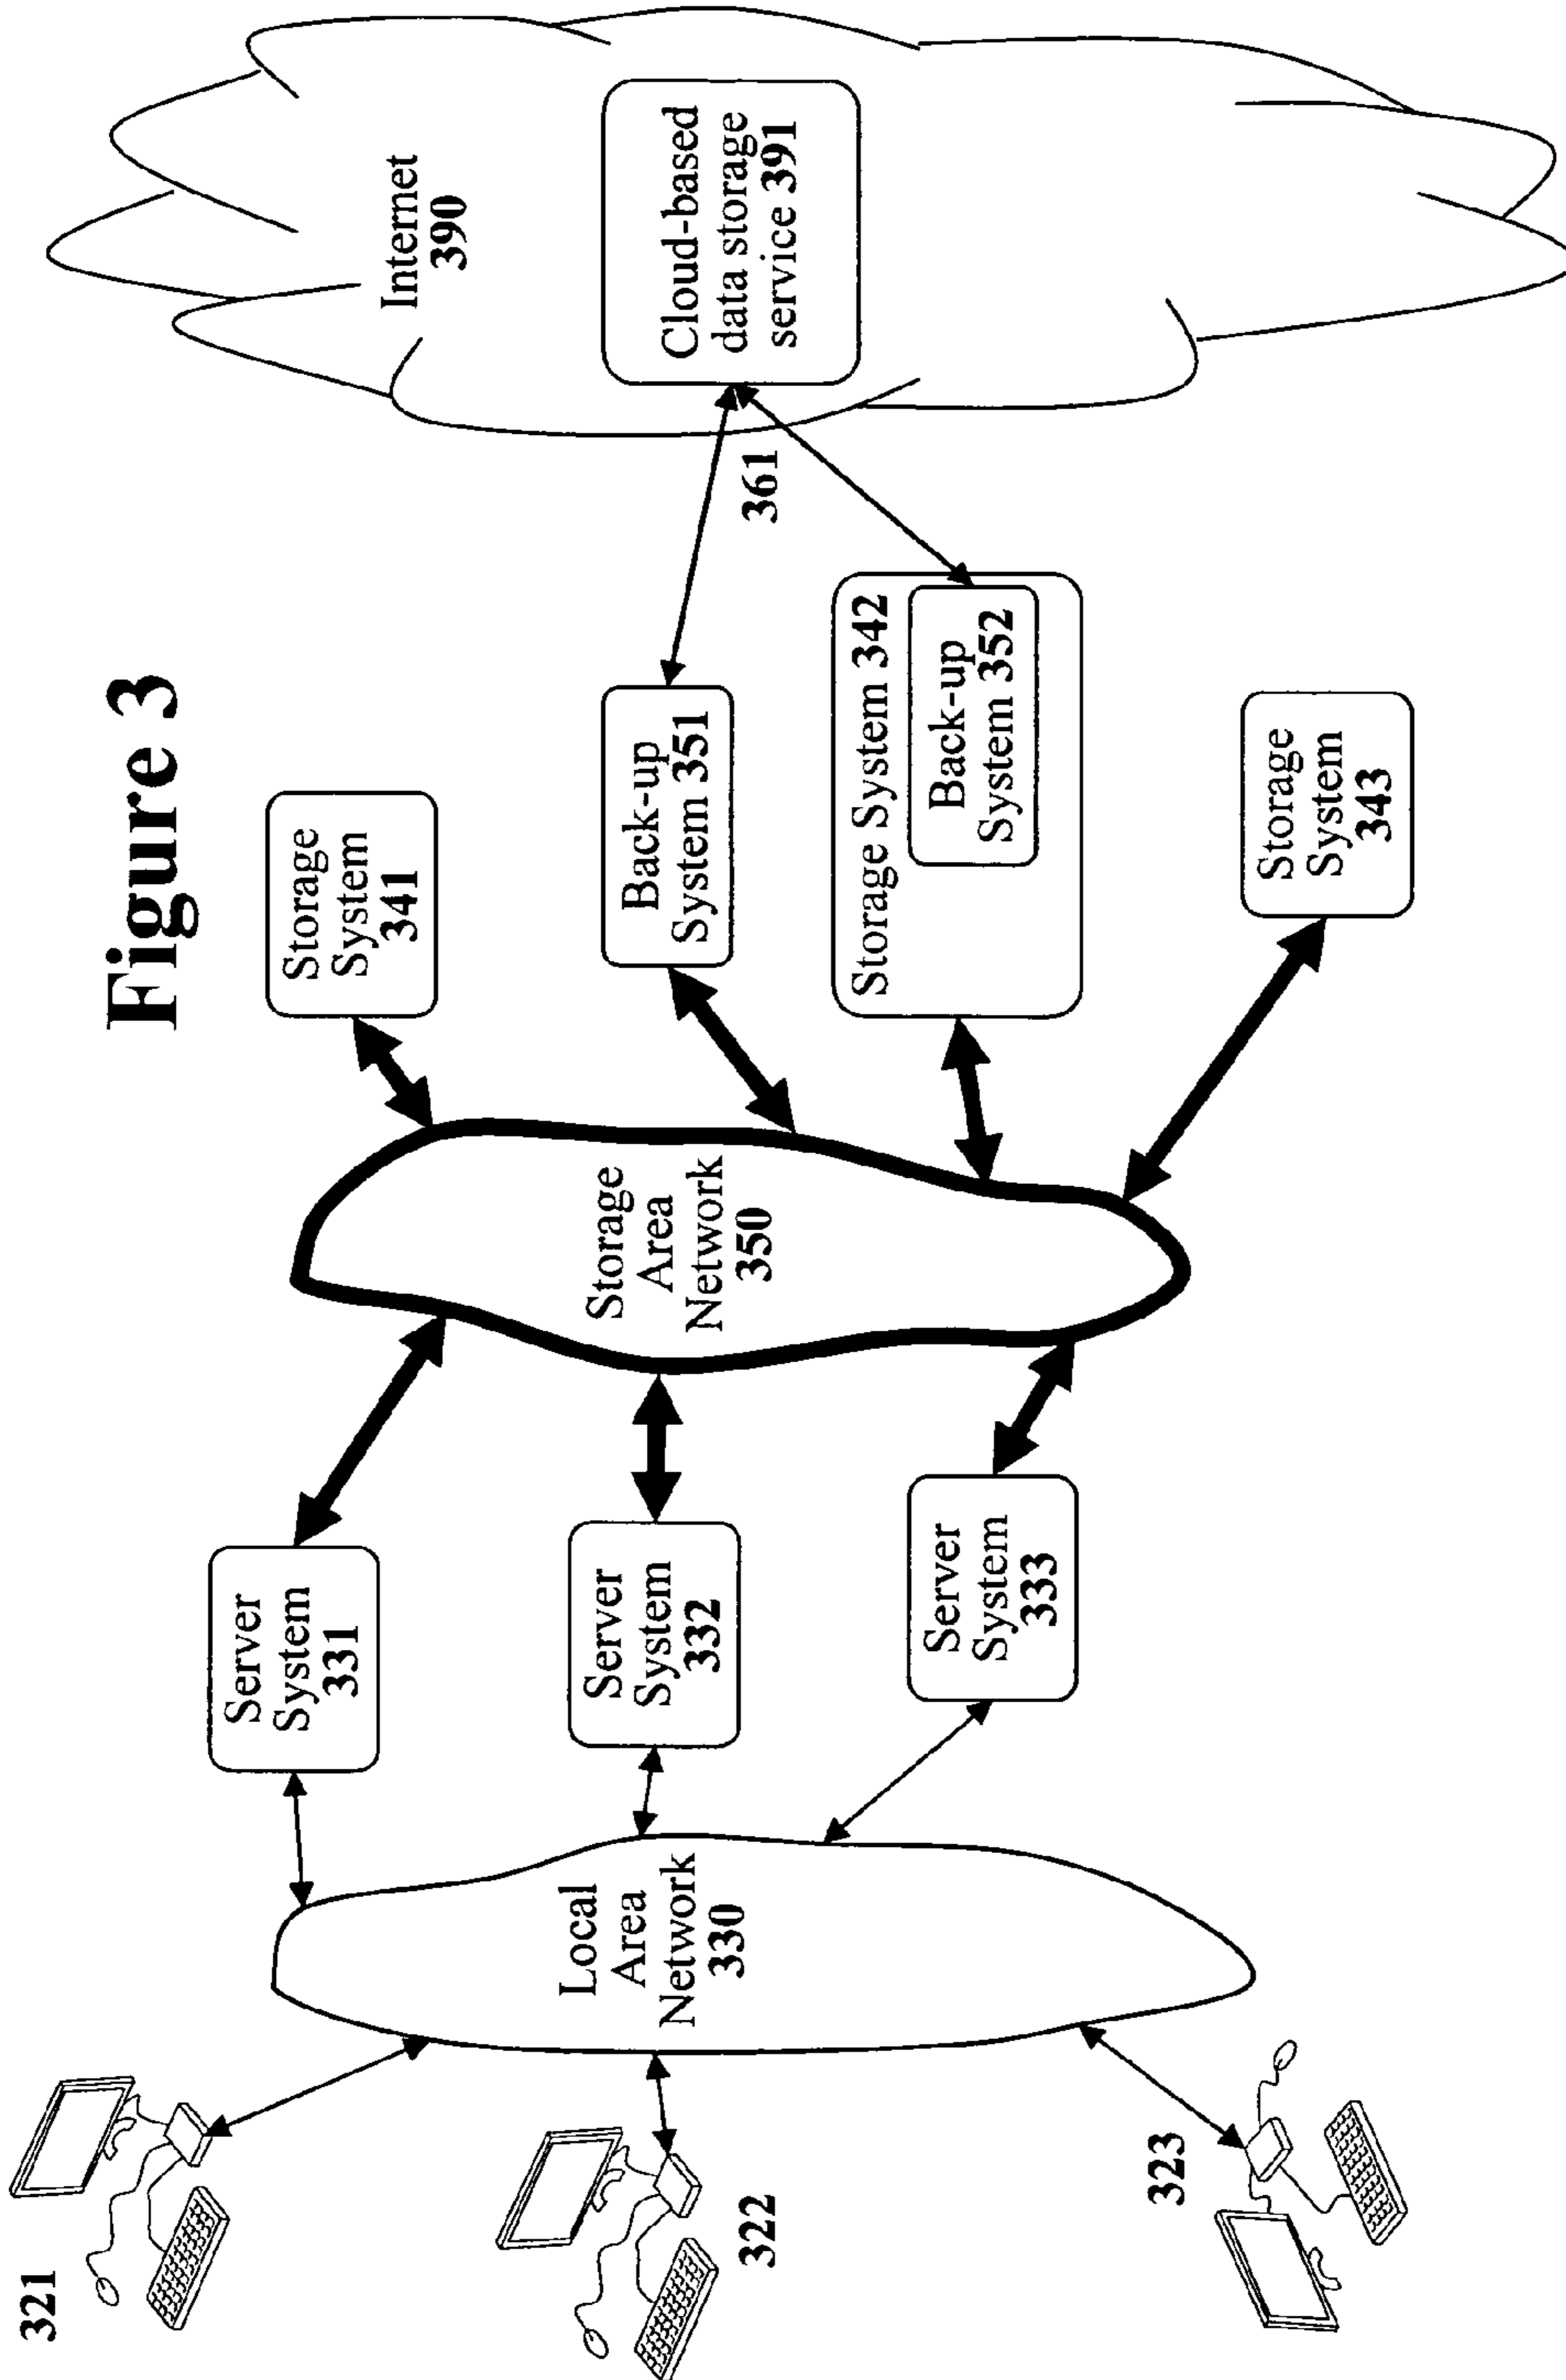 Figure 3
321
322
323
Local
Area
Network
330
Server
System
331
Server
System
332
Server
System
333
Storage
Area
Network
350
Storage
System
341
Back-up
System 351
Storage System 342
Back-up
System 352
Storage
System
343
361
Internet
390
Cloud-based
data storage
service 391